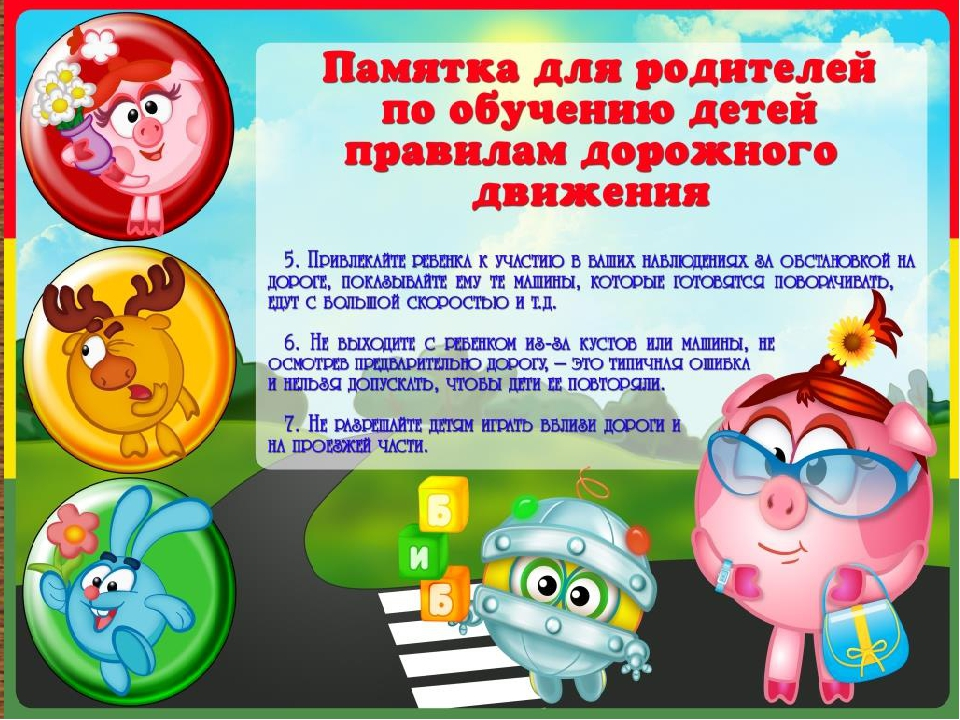 Памятка для родителей
по обучению детей
правилам дорожного
движения
5. Привлекайте ребенка к участию в ваших наблюдениях за обстановкой на
дороге, показывайте ему те машины, которые готовятся поворачивать,
едут с большой скоростью и т.д.
6. Не выходите с ребенком из-за кустов или машины, не
осмотрев предварительно дорогу, – это типичная ошибка
и нельзя допускать, чтобы дети ее повторяли.
7. Не разрешайте детям играть вблизи дороги и
на проезжей части.
Б
И
Б